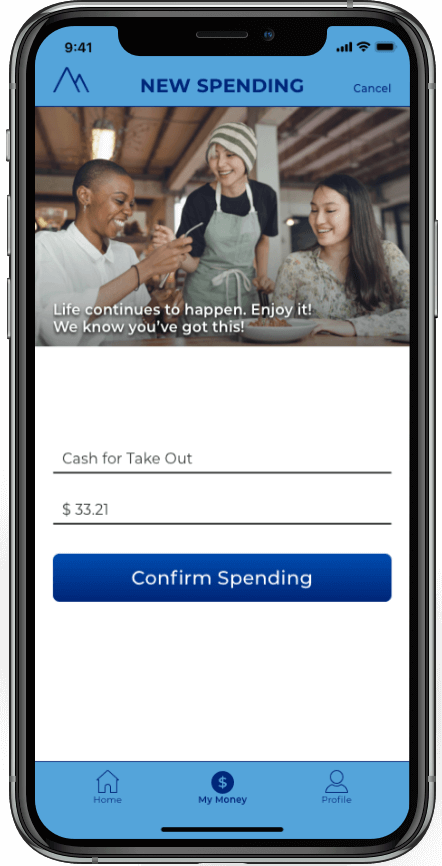 9:41
NEW SPENDING
Cancel
Life continues to happen. Enjoy it!
We know you've got this!
Cash for Take Out
$ 33.21
Confirm Spending
$
Home
My Money
Profile